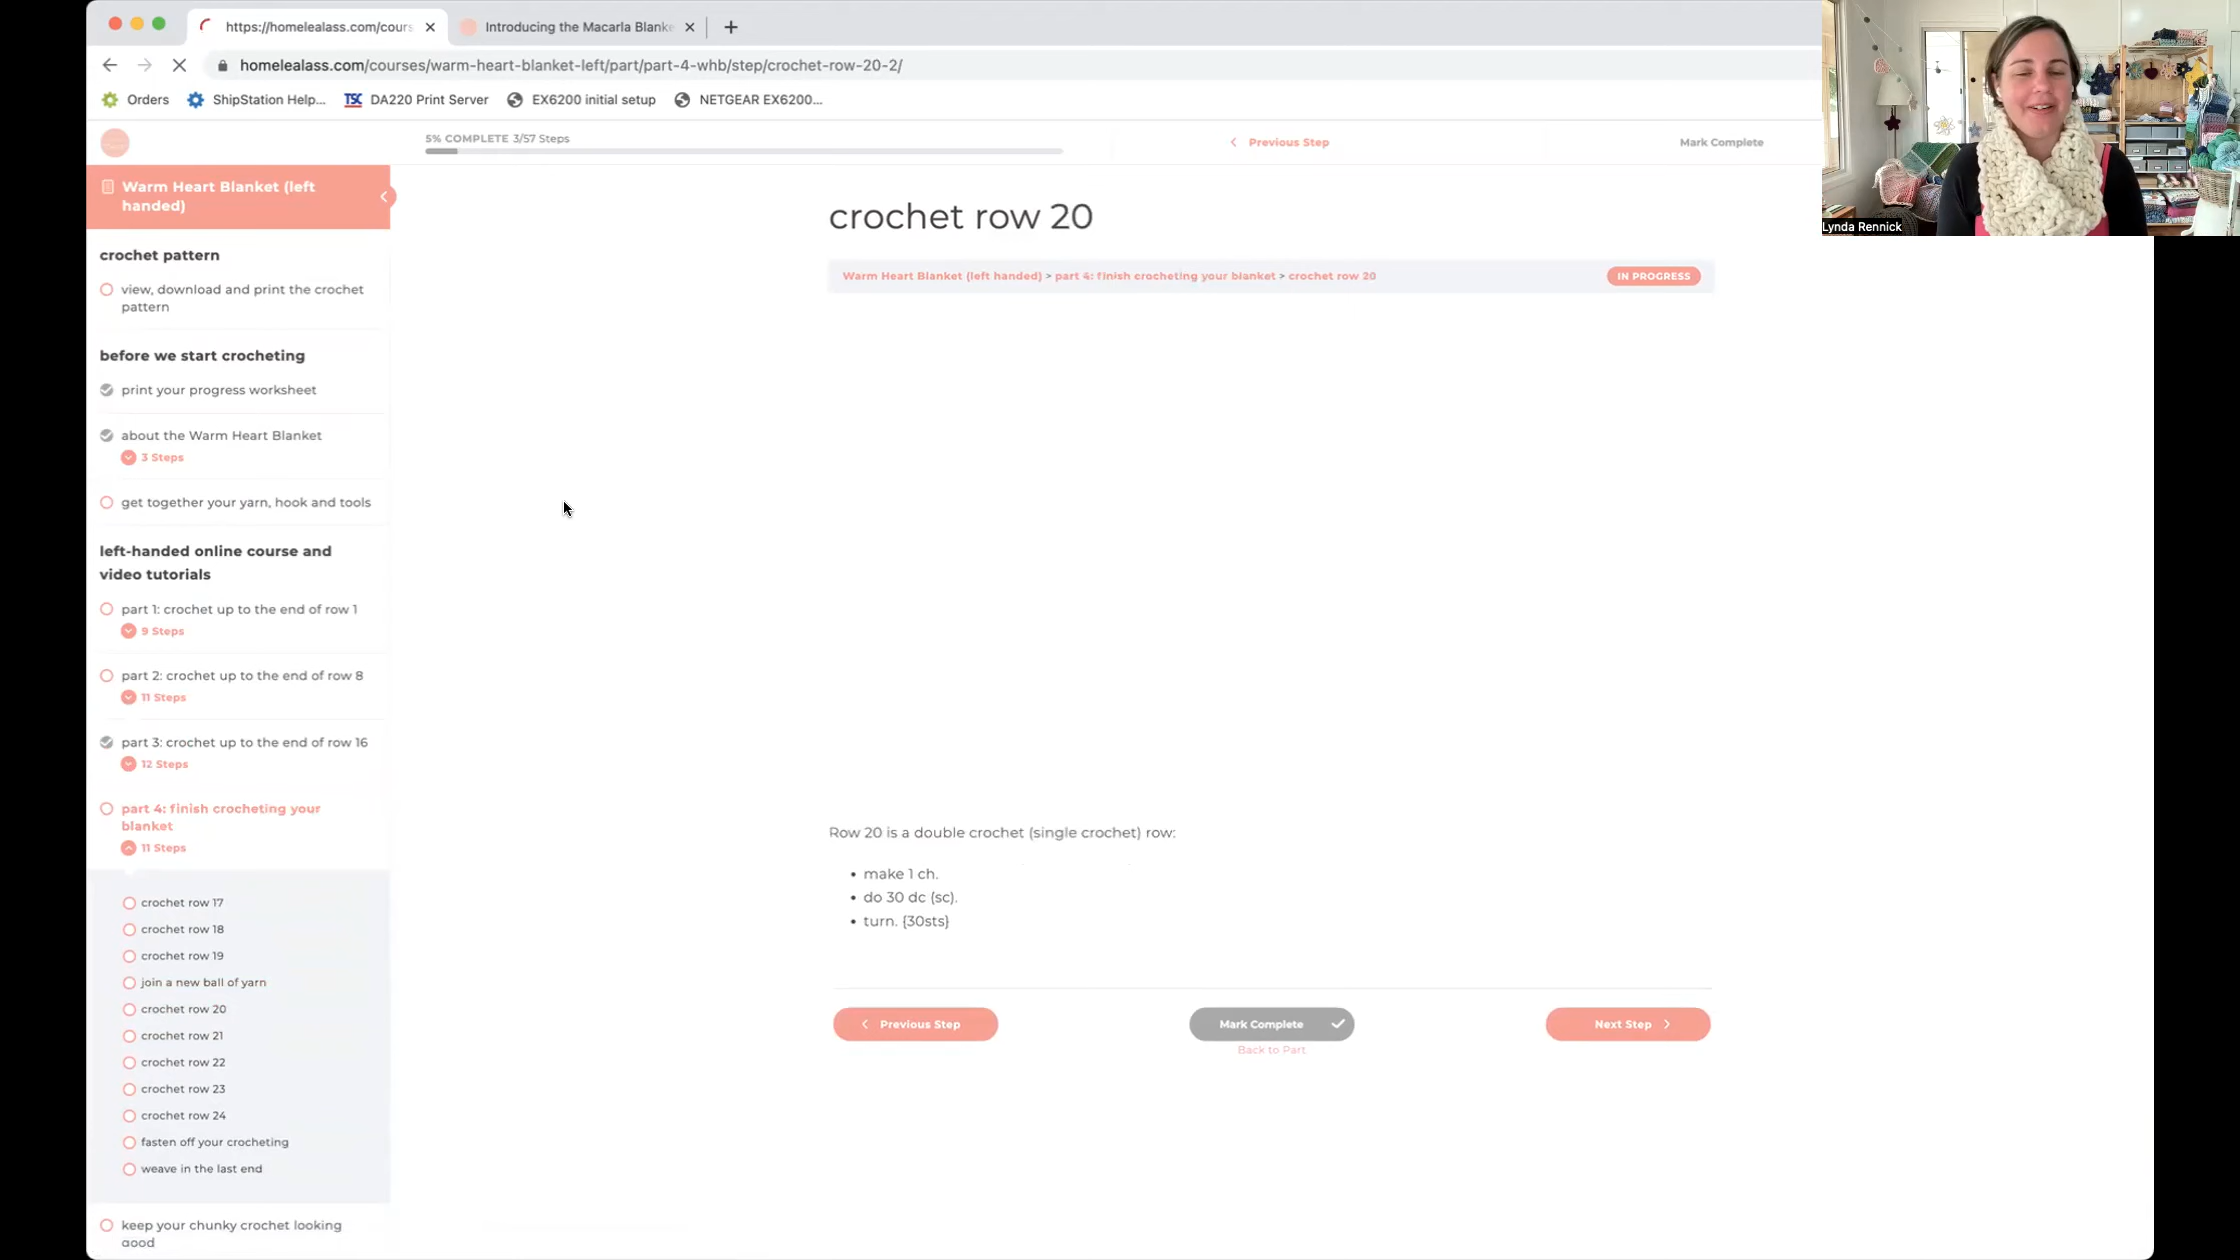 https://homelealass.com/cours
Introducing the Macarla Blanke
homelealass.com/courses/warm-heart-blanket-left/part/part-4-whb/step/crochet-row-20-2/
Orders
ShipStation Help...
TSC DA220 Print Server
EX6200 initial setup
NETGEAR EX6200...
5% COMPLETE 3/57 Steps
Previous Step
Mark Complete
Lynda Rennick
Warm Heart Blanket (left
handed)
crochet pattern
view, download and print the crochet
pattern
before we start crocheting
print your progress worksheet
about the Warm Heart Blanket
3 Steps
get together your yarn, hook and tools
left-handed online course and
video tutorials
part 1: crochet up to the end of row 1
9 Steps
part 2: crochet up to the end of row 8
11 Steps
part 3: crochet up to the end of row 16
12 Steps
part 4: finish crocheting your
blanket
11 Steps
crochet row 17
crochet row 18
crochet row 19
join a new ball of yarn
crochet row 20
crochet row 21
crochet row 22
crochet row 23
crochet row 24
fasten off your crocheting
weave in the last end
keep your chunky crochet looking
good
crochet row 20
Warm Heart Blanket (left handed) > part 4: finish crocheting your blanket > crochet row 20
IN PROGRESS
Row 20 is a double crochet (single crochet) row:
• make 1 ch.
• do 30 dc (sc).
• turn. {30sts}
Previous Step
Mark Complete
Next Step
Back to Part